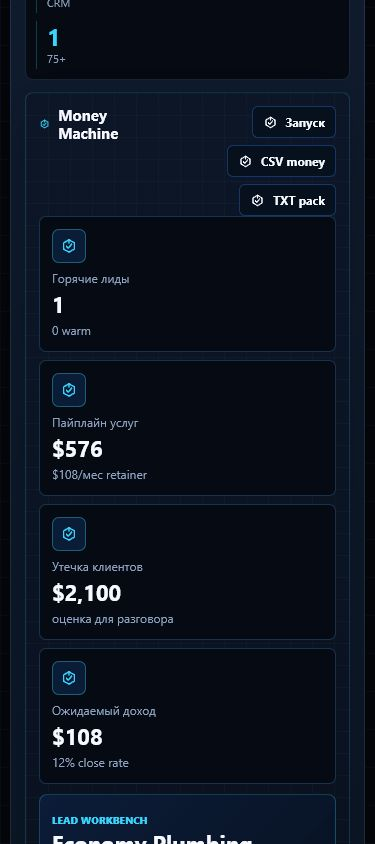 CRM
1
75+
Money
Machine
Запуск
CSV money
TXT pack
Горячие лиды
1
0 warm
Пайплайн услуг
$576
$108/мес retainer
Утечка клиентов
$2,100
оценка для разговора
Ожидаемый доход
$108
12% close rate
LEAD WORKBENCH
Economy Plumbing